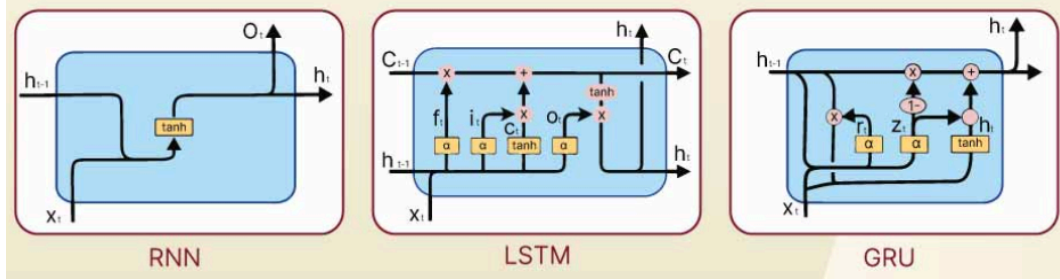 Oₜ
hₜ₋₁
hₜ
tanh
Xₜ
RNN
hₜ
Cₜ₋₁
x
+
Cₜ
tanh
fₜ
iₜ
x
Cₜ
oₜ
x
α
α
tanh
α
hₜ₋₁
hₜ
Xₜ
LSTM
hₜ
hₜ₋₁
x
+
1-
x
rₜ
zₜ
hₜ
α
α
tanh
Xₜ
GRU